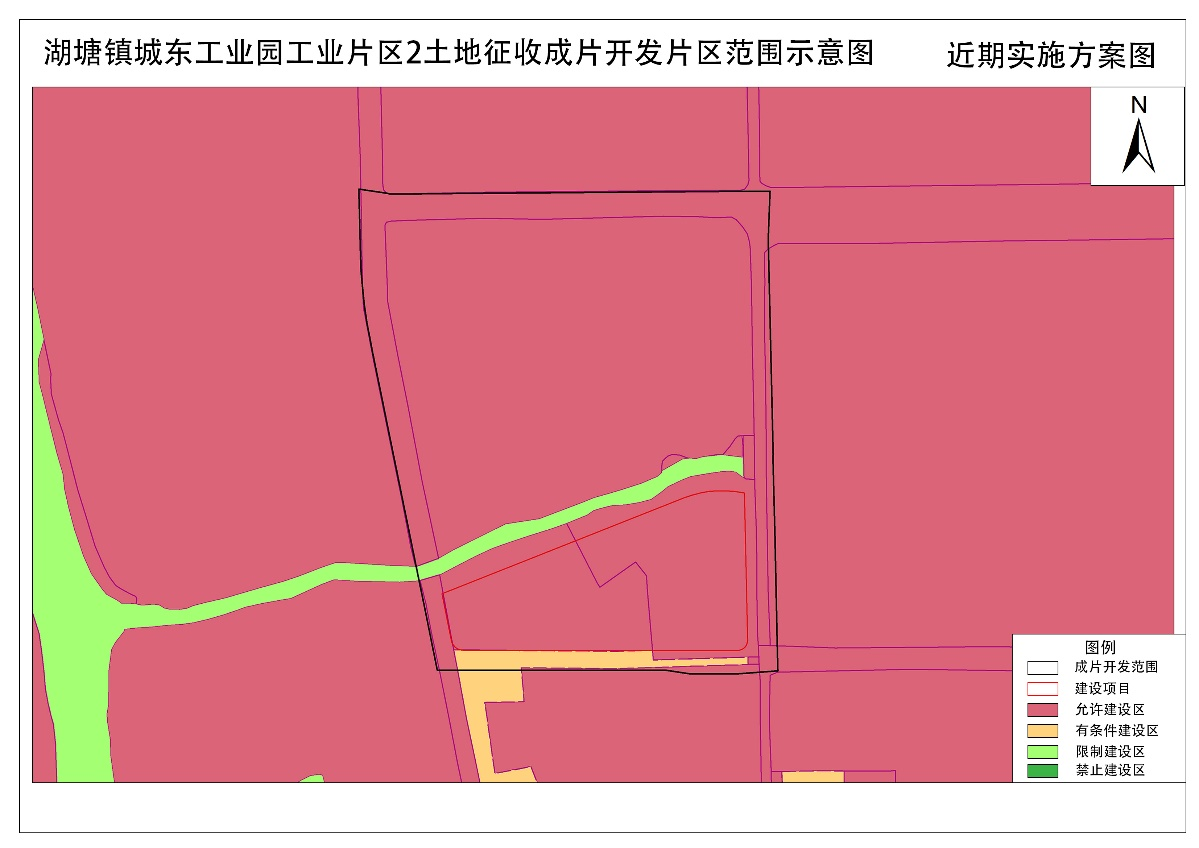 湖塘镇城东工业园工业片区2土地征收成片开发片区范围示意图 近期实施方案图
N
图例
成片开发范围
建设项目
允许建设区
有条件建设区
限制建设区
禁止建设区